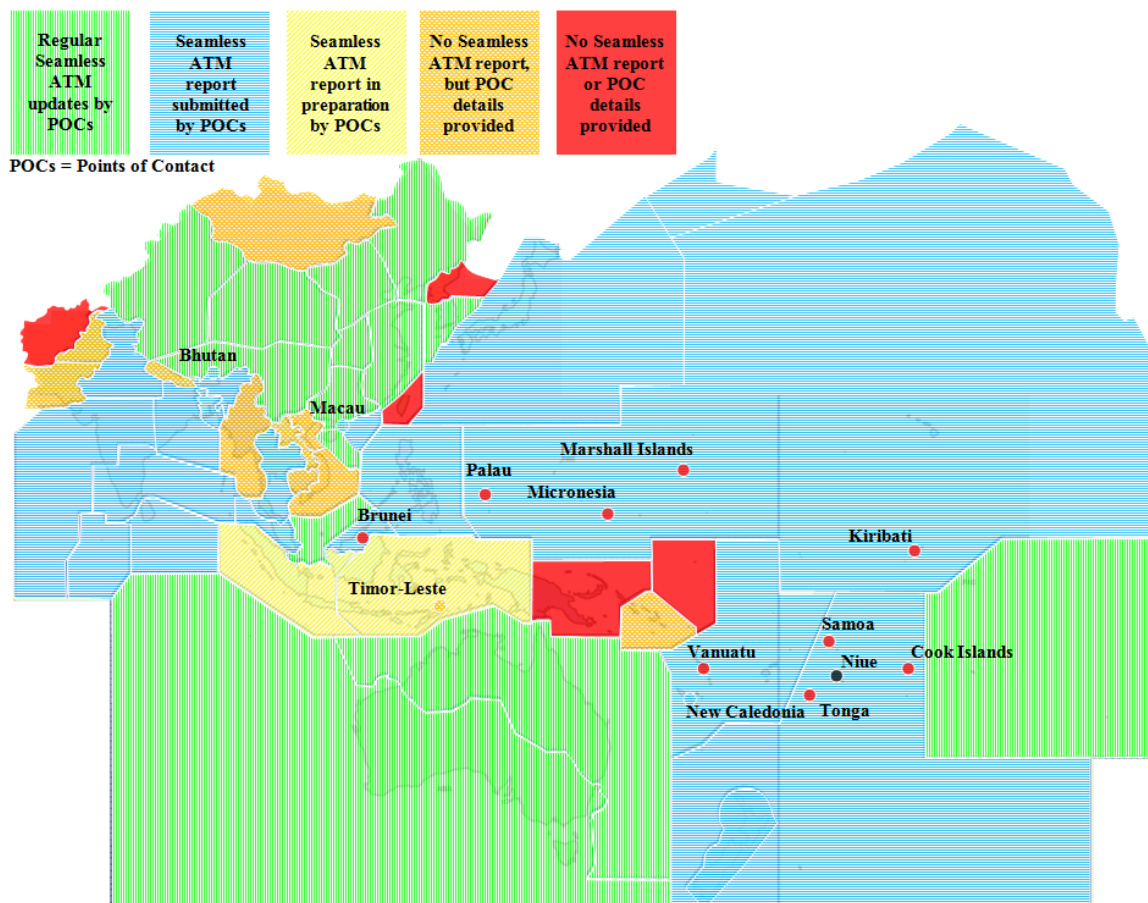 Regular
Seamless
ATM
updates by
POCs
Seamless
ATM
report
submitted
by POCs
Seamless
ATM
report in
preparation
by POCs
No Seamless
ATM report,
but POC
details
provided
No Seamless
ATM report
or POC
details
provided
POCs = Points of Contact
Bhutan
Macau
Marshall Islands
Palau
Micronesia
Brunei
Kiribati
Timor-Leste
Samoa
Vanuatu
Niue
Cook Islands
New Caledonia
Tonga